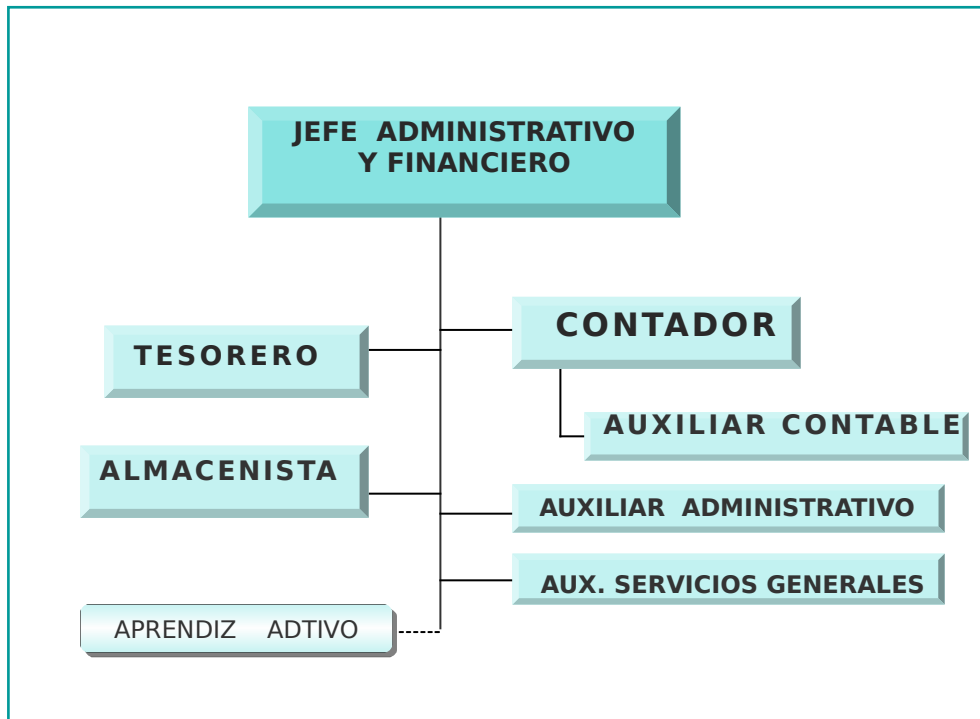 JEFE ADMINISTRATIVO
Y FINANCIERO
CONTADOR
TESORERO
AUXILIAR CONTABLE
ALMACENISTA
AUXILIAR ADMINISTRATIVO
AUX. SERVICIOS GENERALES
APRENDIZ ADTIVO